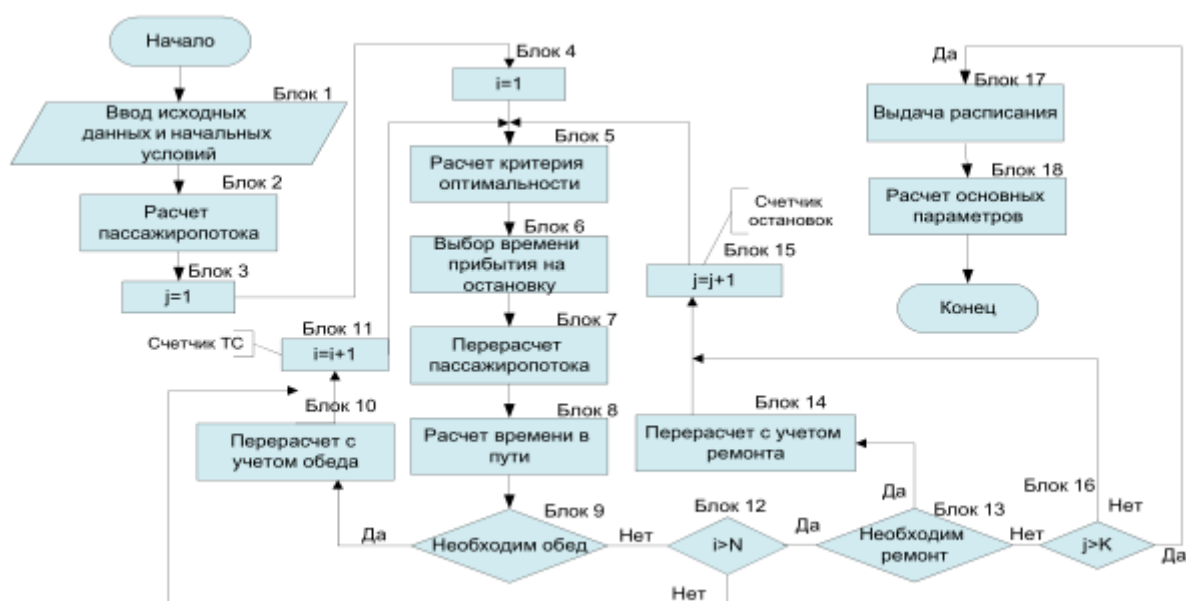 Начало
Блок 1
Ввод исходных
данных и начальных
условий
Блок 2
Расчет
пассажиропотока
Блок 3
j=1
Блок 4
i=1
Блок 5
Расчет критерия
оптимальности
Блок 6
Выбор времени
прибытия на
остановку
Блок 7
Перерасчет
пассажиропотока
Блок 8
Расчет времени в
пути
Блок 9
Необходим обед
Да
Нет
Блок 10
Перерасчет с
учетом обеда
Блок 11
i=i+1
Счетчик ТС
Блок 12
i>N
Да
Нет
Блок 13
Необходим
ремонт
Да
Нет
Блок 14
Перерасчет с учетом
ремонта
Счетчик
остановок
Блок 15
j=j+1
Блок 16
j>K
Нет
Да
Да
Блок 17
Выдача расписания
Блок 18
Расчет основных
параметров
Конец